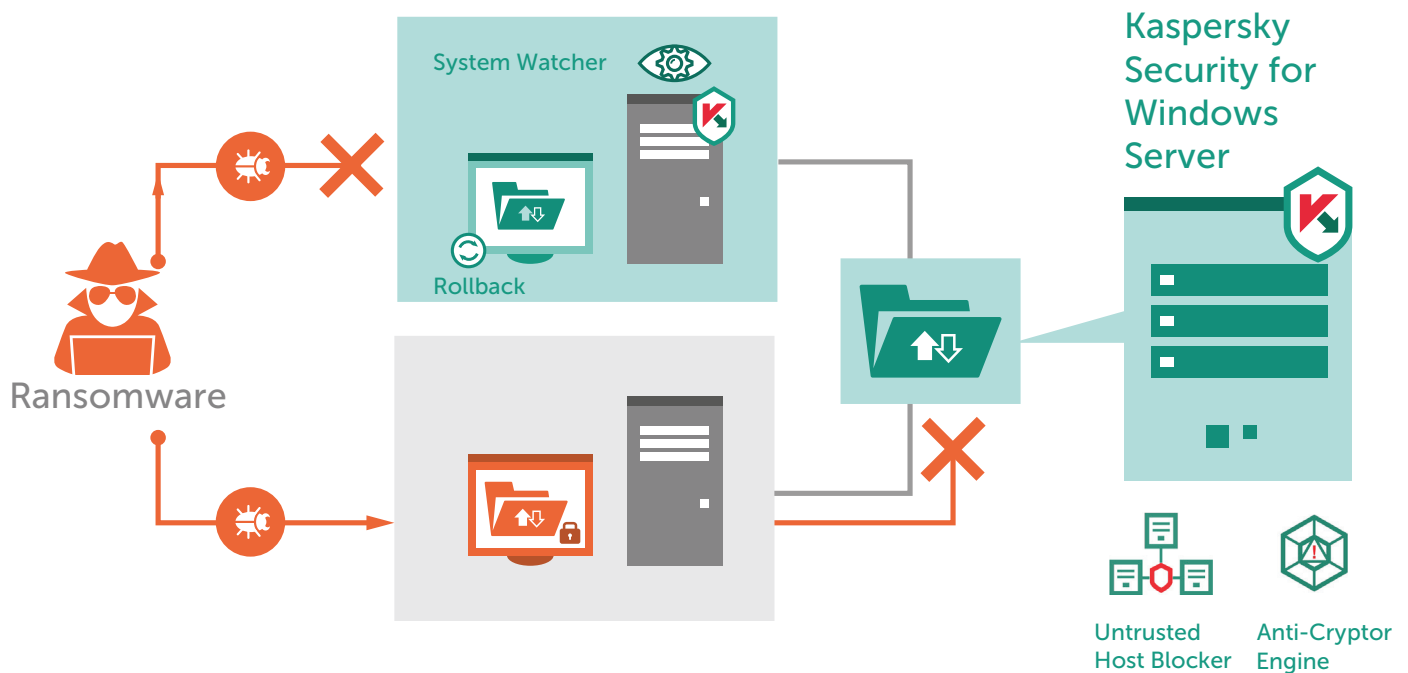 Kaspersky
Security for
Windows
Server
System Watcher
Rollback
Ransomware
Untrusted
Host Blocker
Anti-Cryptor
Engine